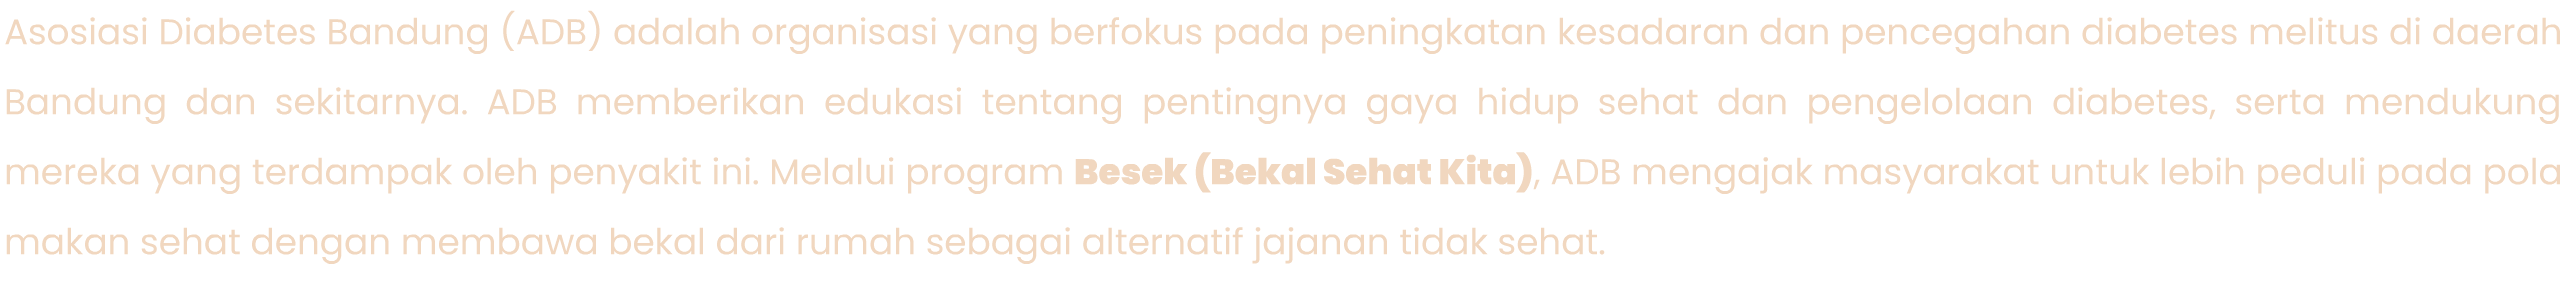 Asosiasi Diabetes Bandung (ADB) adalah organisasi yang berfokus pada peningkatan kesadaran dan pencegahan diabetes melitus di daerah
Bandung dan sekitarnya. ADB memberikan edukasi tentang pentingnya gaya hidup sehat dan pengelolaan diabetes, serta mendukung
mereka yang terdampak oleh penyakit ini. Melalui program Besek (Bekal Sehat Kita), ADB mengajak masyarakat untuk lebih peduli pada pola
makan sehat dengan membawa bekal dari rumah sebagai alternatif jajanan tidak sehat.